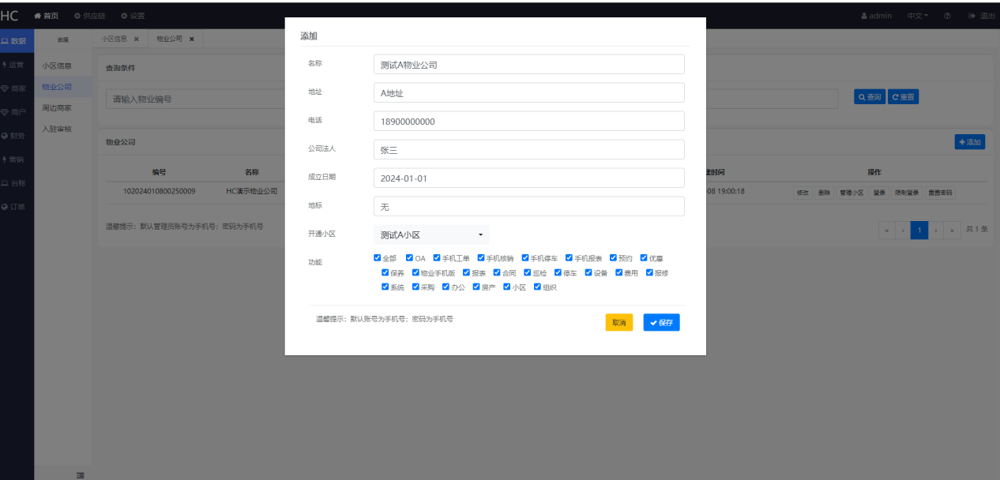 HC 首页 供应链 设置 admin 中文 退出
数据 数据 小区信息 物业公司
运营
商家
商户
财务
营销
台账
订单
小区信息
物业公司
周边商家
入驻审核
查询条件
请输入物业编号 查询 重置
物业公司 添加
编号 名称 建时间 操作
102024010800250009 HC演示物业公司 08 19:00:18 修改 删除 管理小区 登录 限制登录 重置密码
温馨提示：默认管理员账号为手机号；密码为手机号 « ‹ 1 › » 共 1 条
添加
名称 测试A物业公司
地址 A地址
电话 18900000000
公司法人 张三
成立日期 2024-01-01
地标 无
开通小区 测试A小区
功能 全部 OA 手机工单 手机核销 手机停车 手机报表 预约 优惠
保养 物业手机版 报表 合同 巡检 停车 设备 费用 报修
系统 采购 办公 房产 小区 组织
温馨提示：默认账号为手机号；密码为手机号 取消 保存